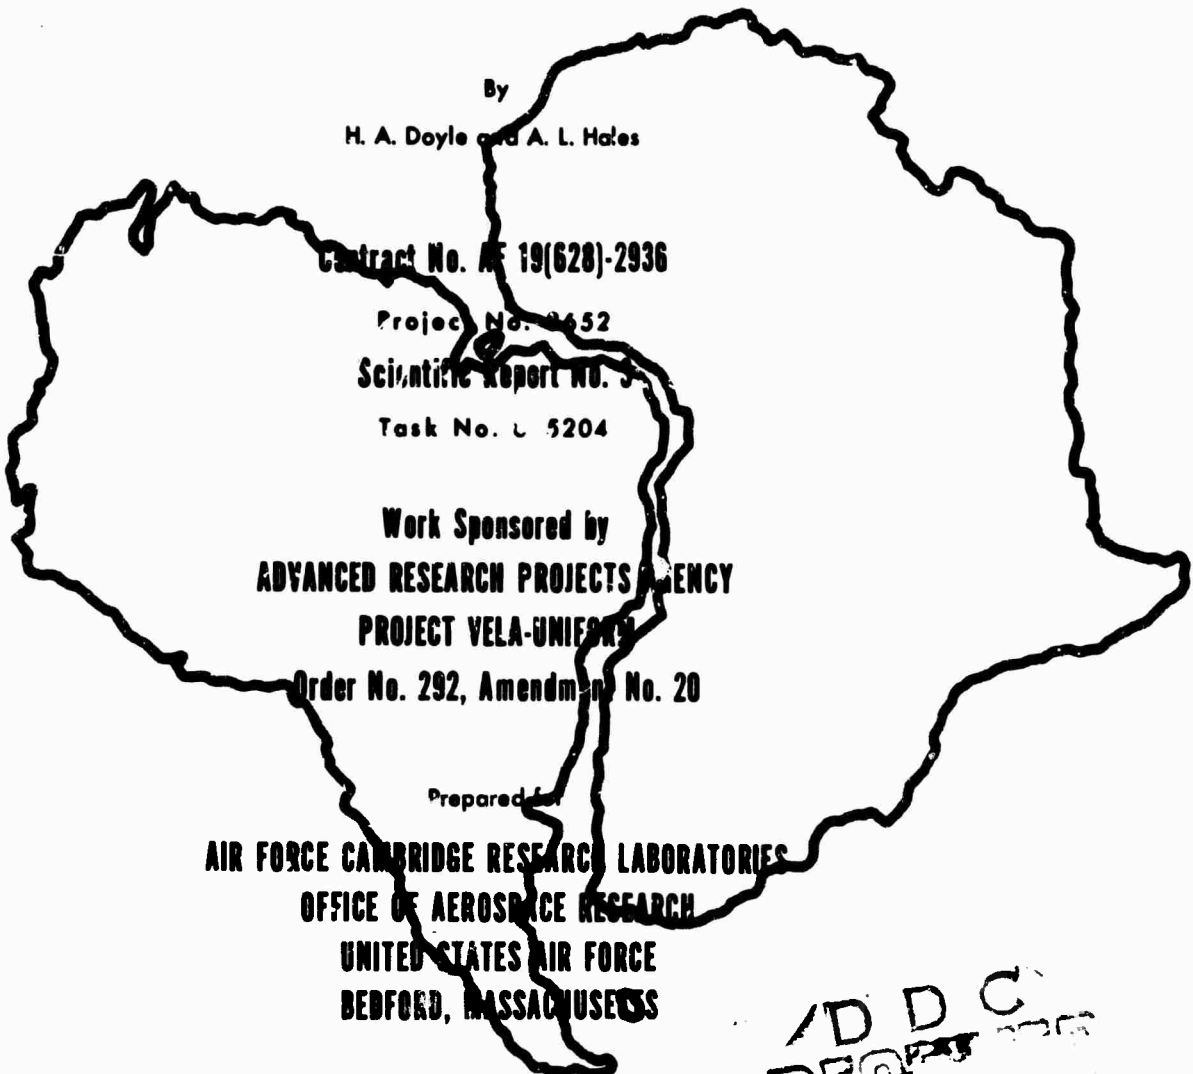 By
H. A. Doyle and A. L. Hales
Contract No. AF 19(628)-2936
Project No. 8652
Scientific Report No. 3
Task No. 5204
Work Sponsored by
ADVANCED RESEARCH PROJECTS AGENCY
PROJECT VELA-UNIFORM
Order No. 292, Amendment No. 20
Prepared for
AIR FORCE CAMBRIDGE RESEARCH LABORATORIES
OFFICE OF AEROSPACE RESEARCH
UNITED STATES AIR FORCE
BEDFORD, MASSACHUSETTS
D D C